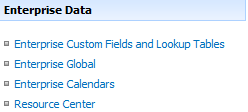 Enterprise Data
Enterprise Custom Fields and Lookup Tables
Enterprise Global
Enterprise Calendars
Resource Center